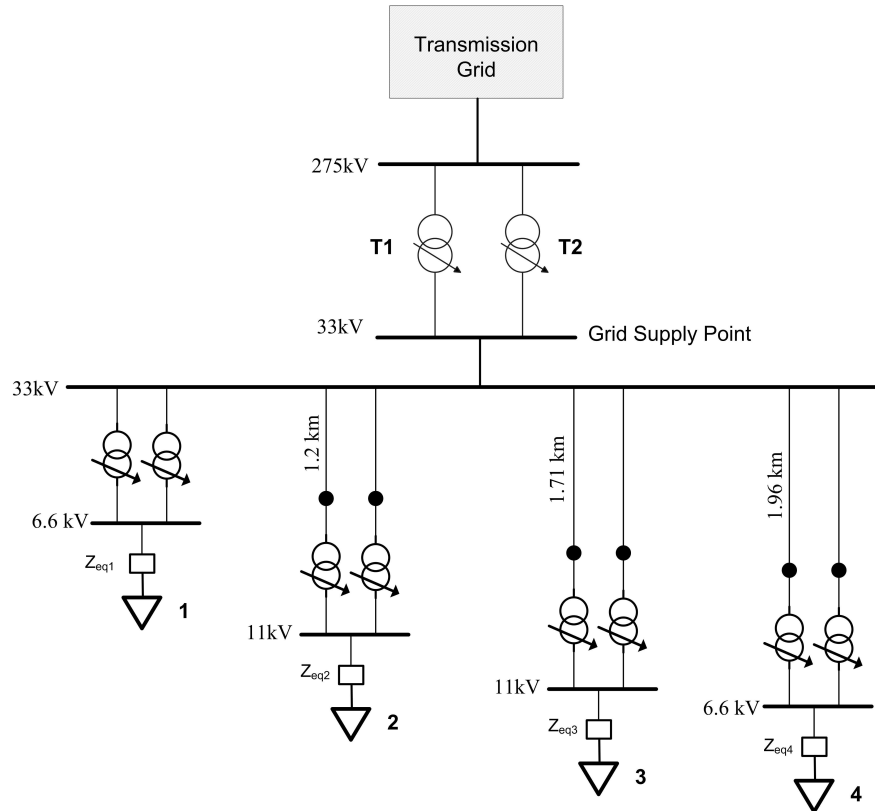 Transmission
Grid
275kV
T1
T2
33kV
Grid Supply Point
33kV
1.2 km
1.71 km
1.96 km
6.6 kV
Zeq1
1
11kV
Zeq2
2
11kV
Zeq3
3
6.6 kV
Zeq4
4